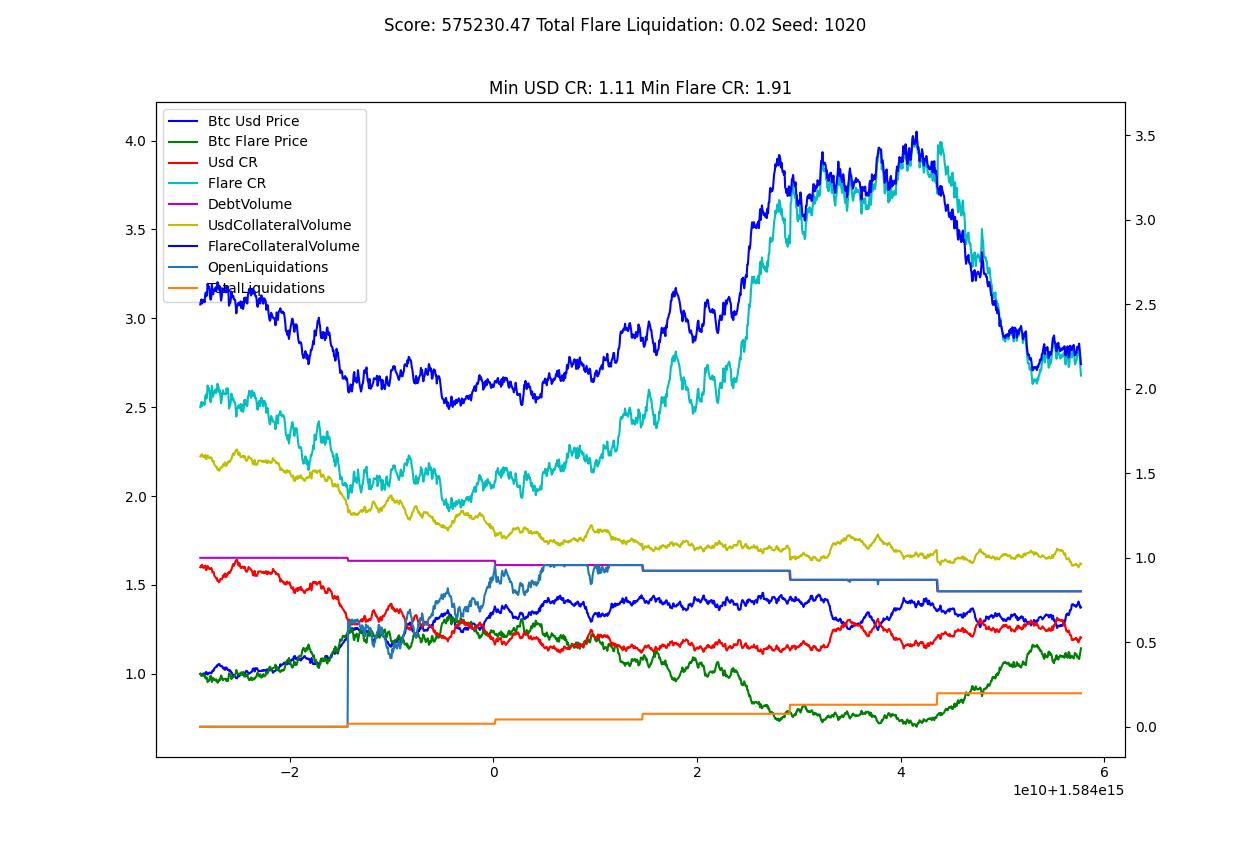 Score: 575230.47 Total Flare Liquidation: 0.02 Seed: 1020
Min USD CR: 1.11 Min Flare CR: 1.91
Btc Usd Price
Btc Flare Price
Usd CR
Flare CR
DebtVolume
UsdCollateralVolume
FlareCollateralVolume
OpenLiquidations
TotalLiquidations
4.0
3.5
3.0
2.5
2.0
1.5
1.0
3.5
3.0
2.5
2.0
1.5
1.0
0.5
0.0
−2
0
2
4
6
1e10+1.584e15